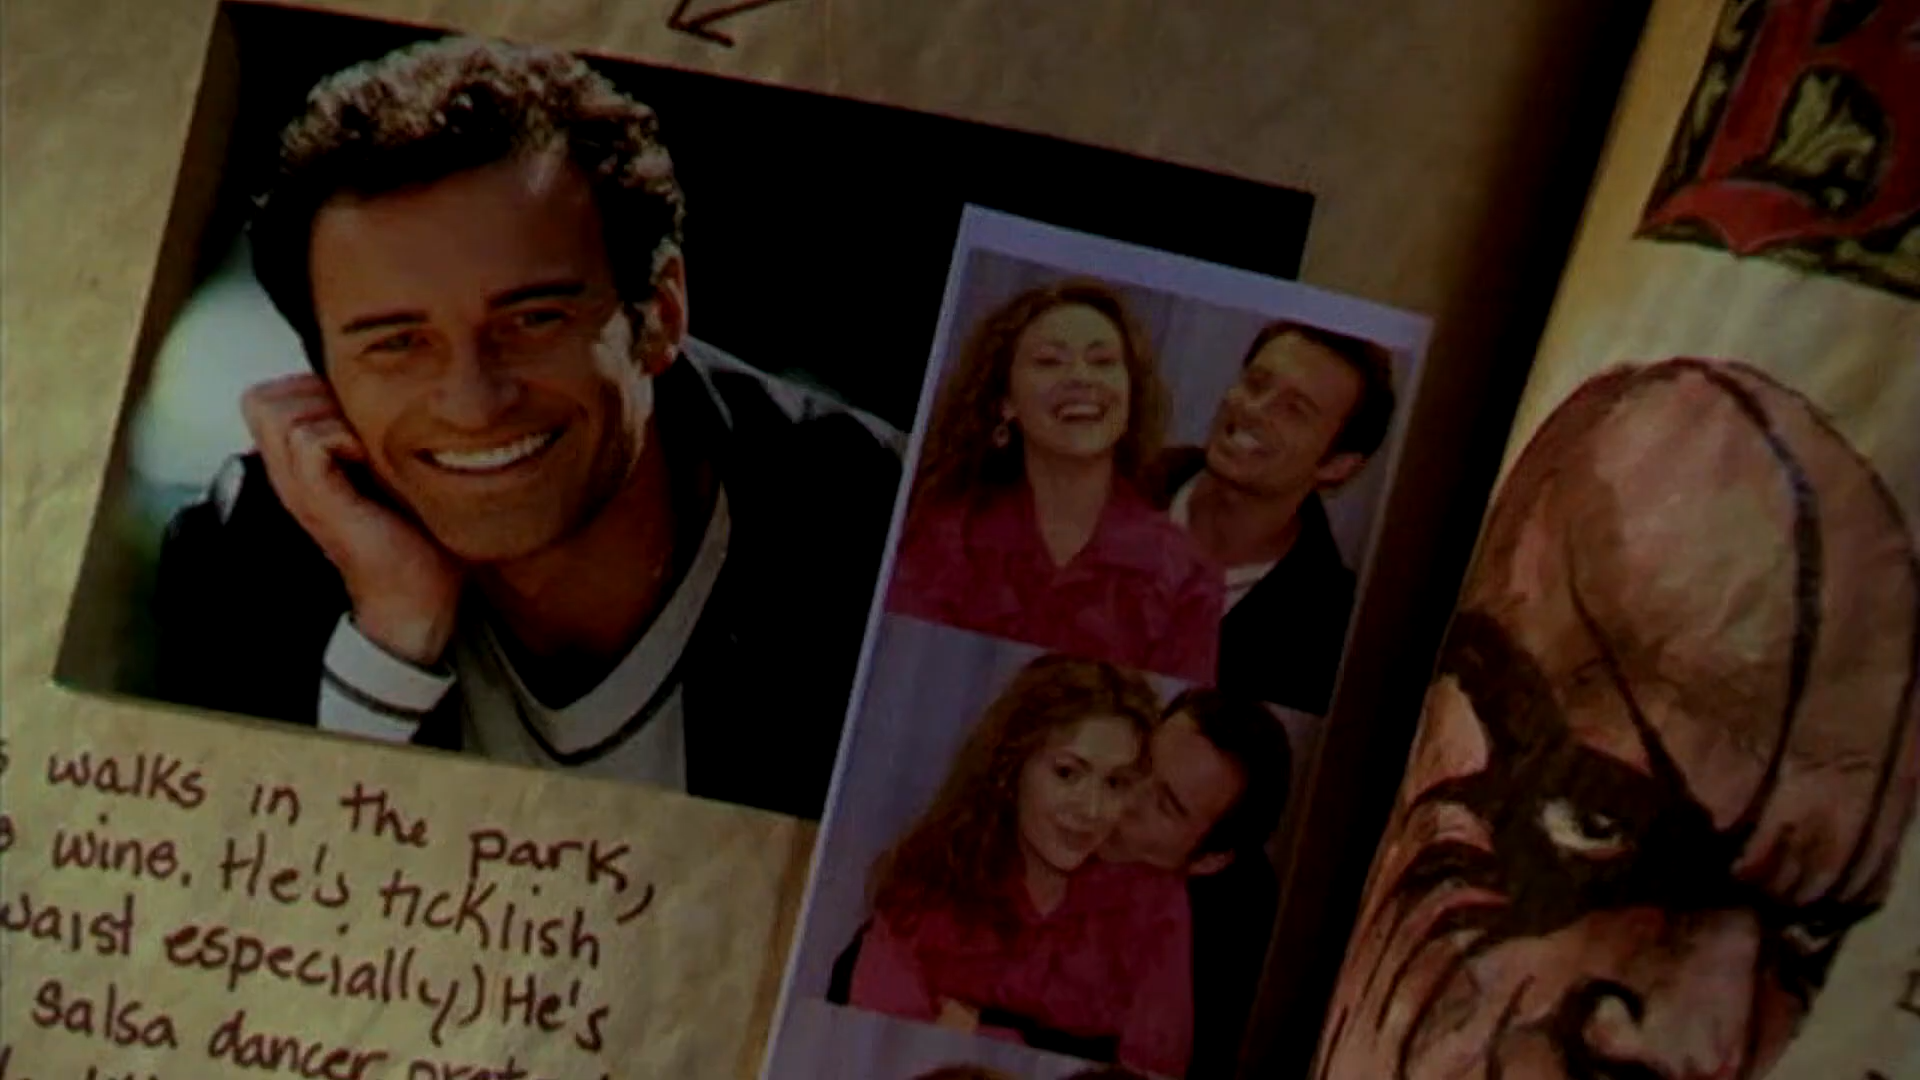 walks in the park,
wine. He's ticklish
waist especially) He's
salsa dancer